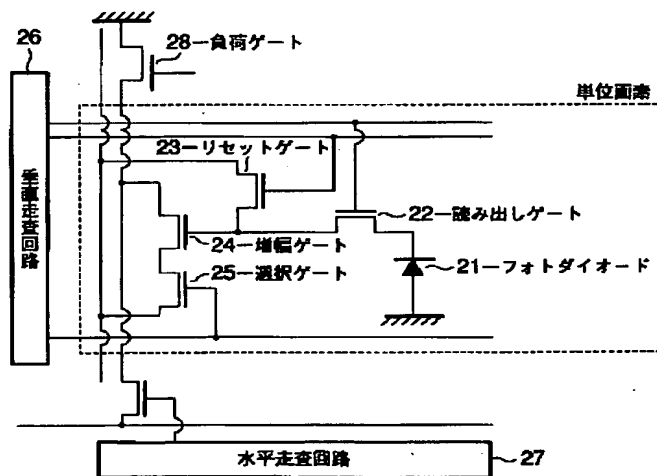 26
28—負荷ゲート
単位画素
23—リセットゲート
垂直走査回路
22—読み出しゲート
24—増幅ゲート
21—フォトダイオード
25—選択ゲート
水平走査回路
27